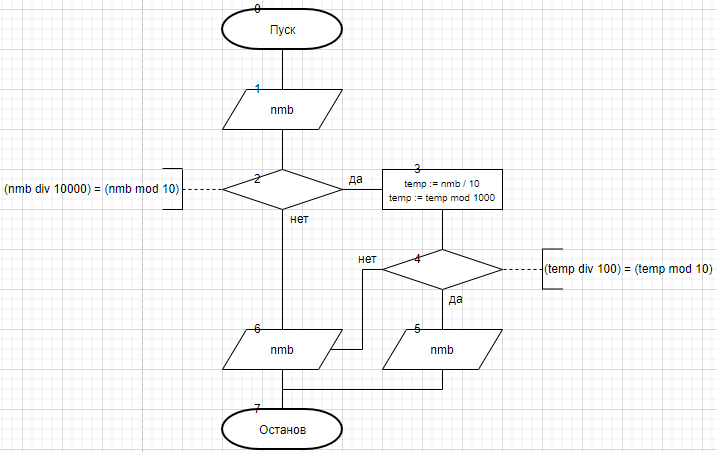 0
Пуск
1
nmb
2
(nmb div 10000) = (nmb mod 10)
да
нет
3
temp := nmb / 10
temp := temp mod 1000
4
нет
(temp div 100) = (temp mod 10)
да
6
nmb
5
nmb
7
Останов